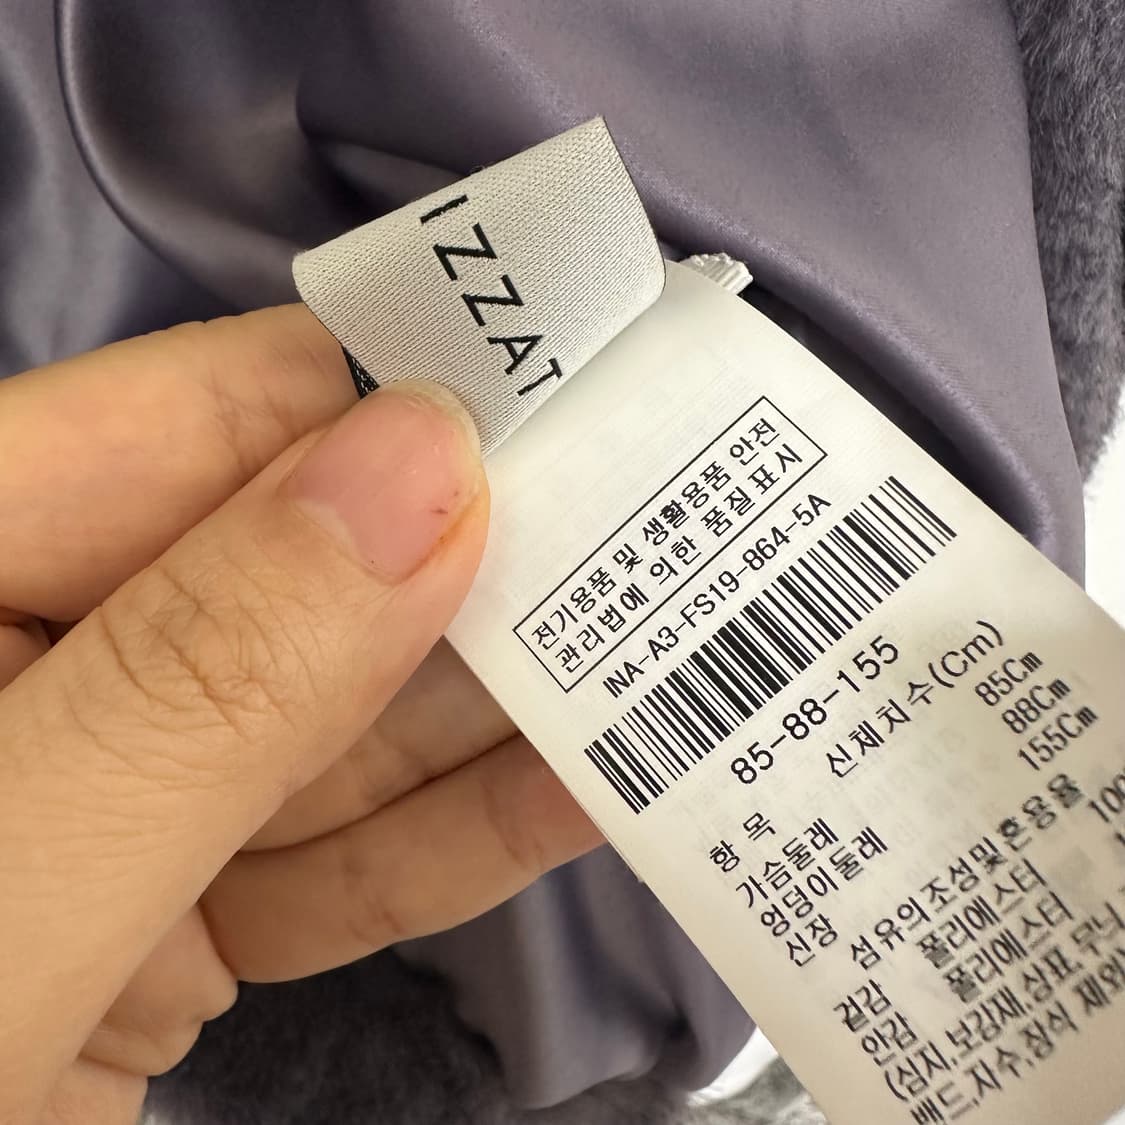 IZZAT
전기용품 및 생활용품 안전
관리법에 의한 품질 표시
INA-A3-FS19-864-5A
85-88-155
항 목 신체치수(Cm)
가슴둘레 85Cm
엉덩이둘레 88Cm
신장 155Cm
섬유의조성및혼용율
겉감 폴리에스터 100
안감 폴리에스터
(심지,보강재,상표,무늬
배드,자수,장식 제외